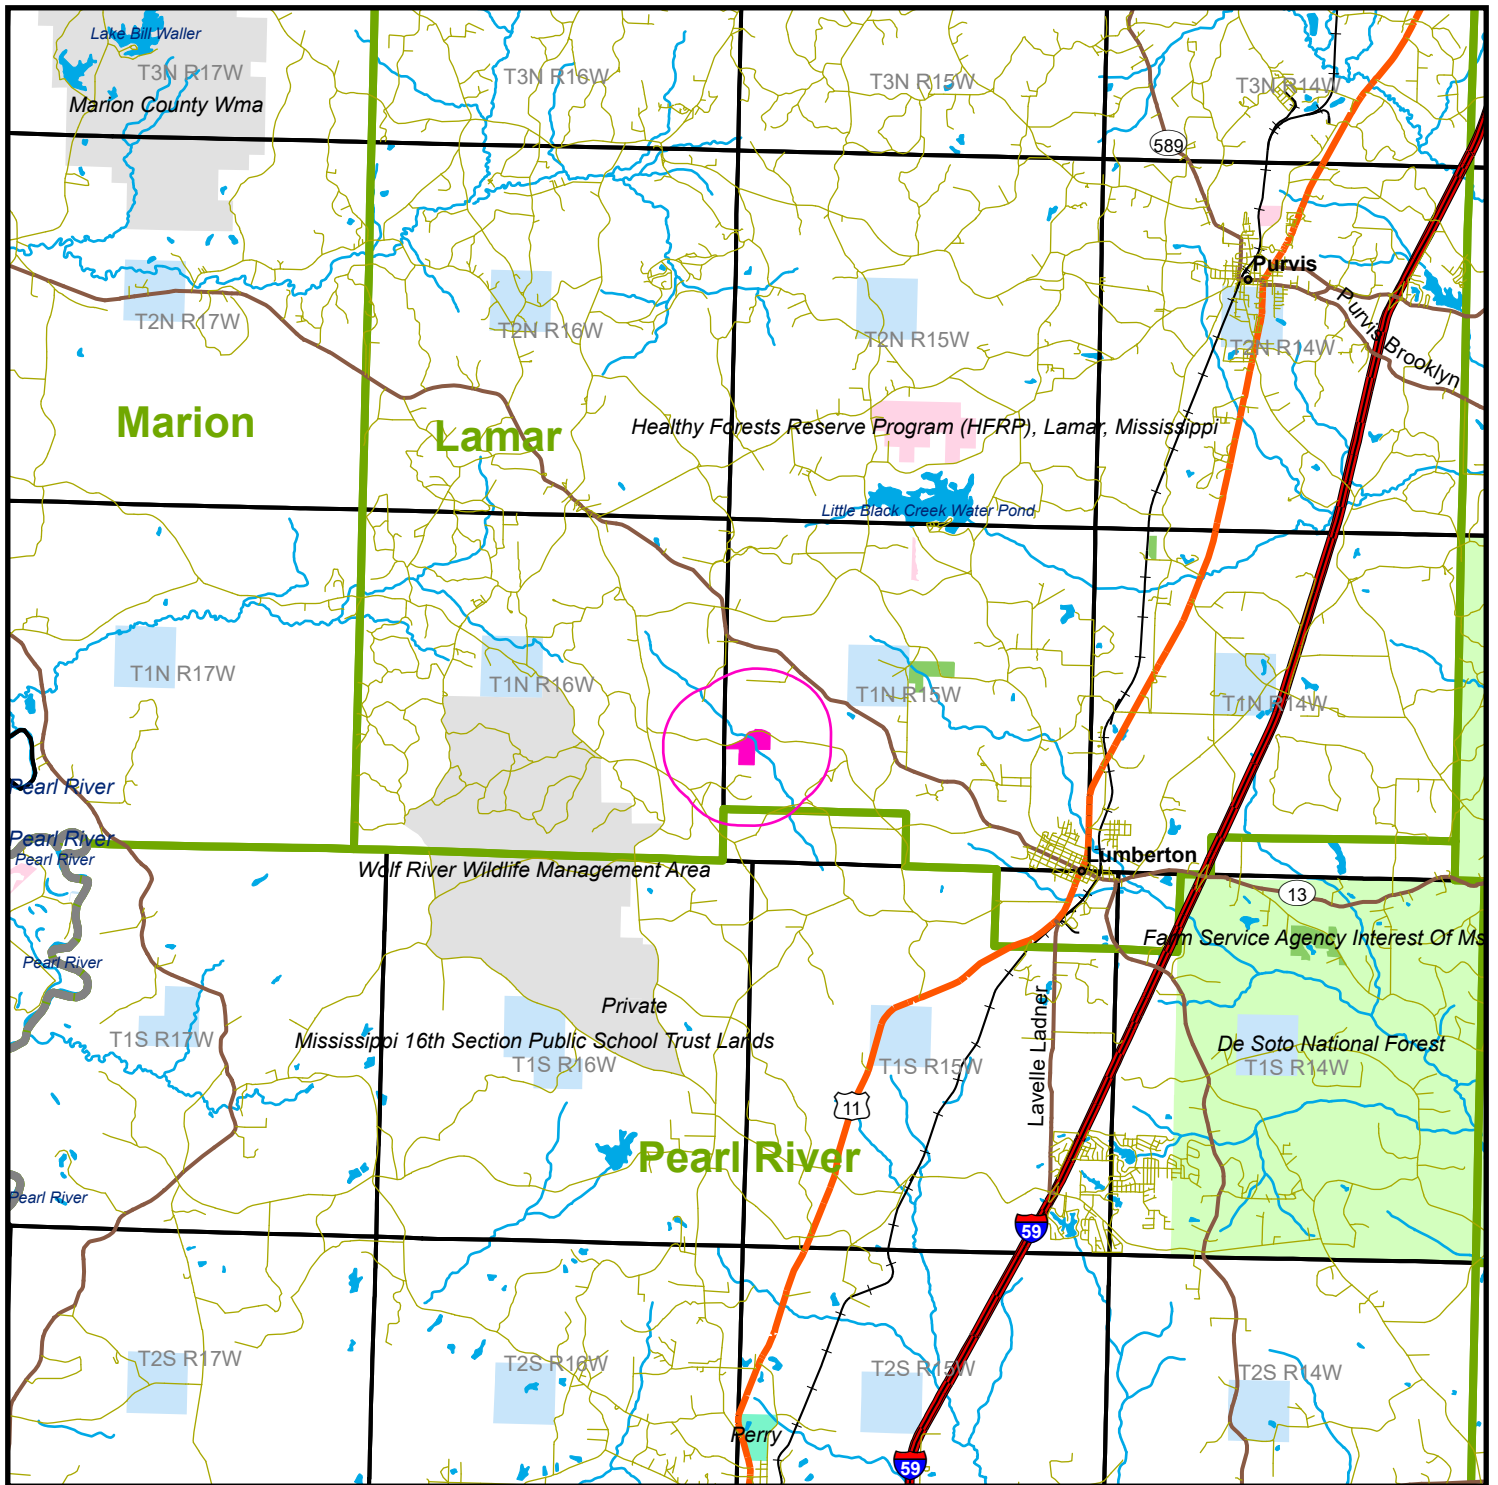 Lake Bill Waller
T3N R17W
T3N R16W
T3N R15W
T3N R14W
Marion County Wma
589
Purvis
T2N R17W
T2N R16W
T2N R15W
T2N R14W
Purvis Brooklyn
Marion
Lamar
Healthy Forests Reserve Program (HFRP), Lamar, Mississippi
Little Black Creek Water Pond
T1N R17W
T1N R16W
T1N R15W
T1N R14W
Pearl River
Pearl River
Pearl River
Lumberton
Wolf River Wildlife Management Area
13
Farm Service Agency Interest Of Ms
Pearl River
Private
Lavelle Ladner
T1S R17W
Mississippi 16th Section Public School Trust Lands
T1S R16W
T1S R15W
De Soto National Forest
T1S R14W
11
Pearl River
Pearl River
59
T2S R17W
T2S R16W
T2S R15W
T2S R14W
Perry
59